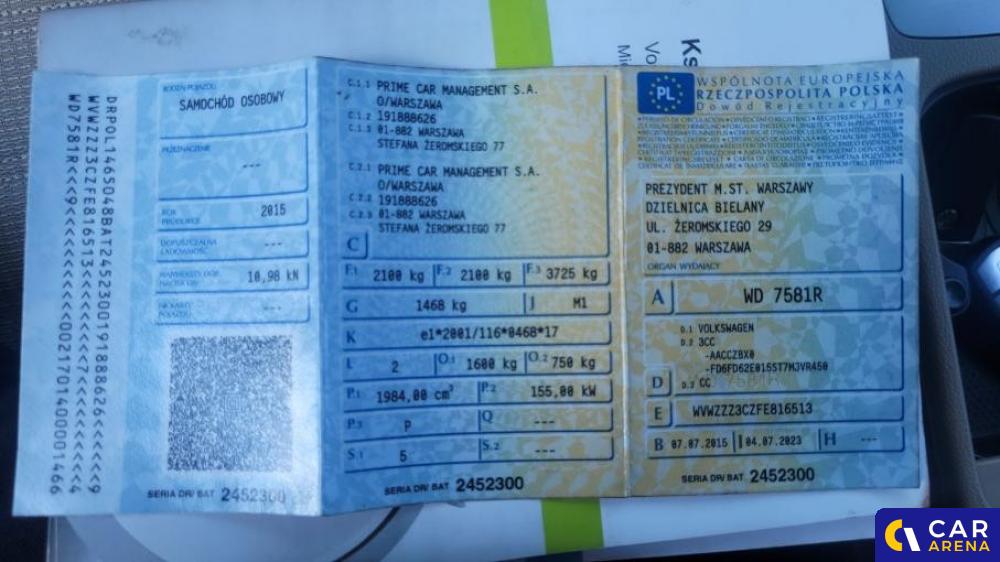 DRPOL1465048BAT2452300191888626<<<<<<9
WVWZZZ3CZFE816513<<<<<<7<<<<<<<<<<<<<4
WD7581R<<<9<<<<<<<<<<0021701400001466
RODZAJ POJAZDU
SAMOCHÓD OSOBOWY
PRZEZNACZENIE
---
ROK
PRODUKCJI
2015
DOPUSZCZALNA
ŁADOWNOŚĆ
---
NAJWIĘKSZY DOP.
NACISK OSI
10,98 kN
NR KARTY
POJAZDU
---
SERIA DR/ BAT 2452300
C.1.1 PRIME CAR MANAGEMENT S.A.
O/WARSZAWA
C.1.2 191888626
C.1.3 01-882 WARSZAWA
STEFANA ŻEROMSKIEGO 77
C.2.1 PRIME CAR MANAGEMENT S.A.
O/WARSZAWA
C.2.2 191888626
C.2.3 01-882 WARSZAWA
STEFANA ŻEROMSKIEGO 77
C
F.1 2100 kg F.2 2100 kg F.3 3725 kg
G 1468 kg J M1
K e1*2001/116*0468*17
L 2 O.1 1600 kg O.2 750 kg
P.1 1984,00 cm³ P.2 155,00 kW
P.3 P Q ---
S.1 5 S.2 ---
SERIA DR/ BAT 2452300
PL
WSPÓLNOTA EUROPEJSKA
RZECZPOSPOLITA POLSKA
Dowód Rejestracyjny
PREZYDENT M.ST. WARSZAWY
DZIELNICA BIELANY
UL. ŻEROMSKIEGO 29
01-882 WARSZAWA
ORGAN WYDAJĄCY
A WD 7581R
D.1 VOLKSWAGEN
D.2 3CC
-AACCZBX0
-FD6FD62E015ST7M3VR450
D D.3 CC
E WVWZZZ3CZFE816513
B 07.07.2015 I 04.07.2023 H ---
SERIA DR/ BAT 2452300
CAR
ARENA